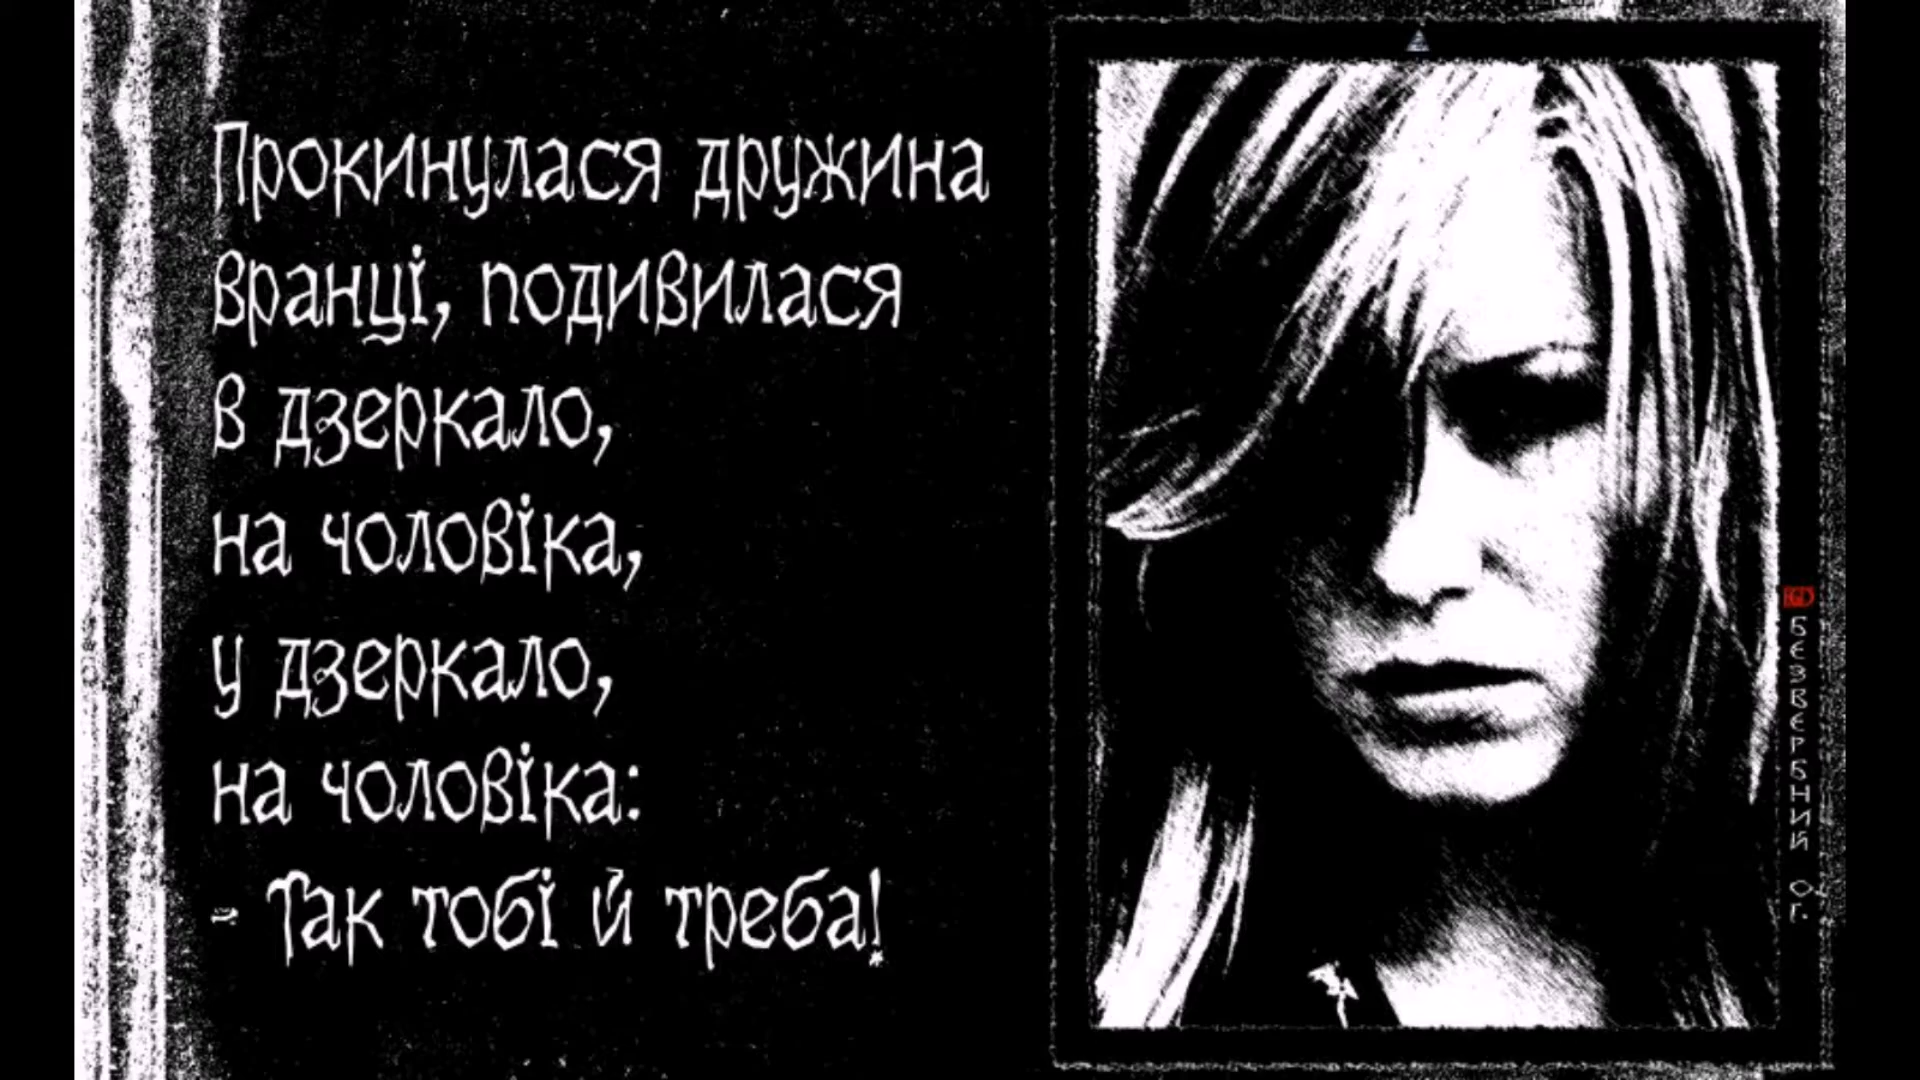 Прокинулася дружина
вранці, подивилася
в дзеркало,
на чоловіка,
у дзеркало,
на чоловіка:
- Так тобі й треба!
БЕЗВЕРБНИЙ О.Г.